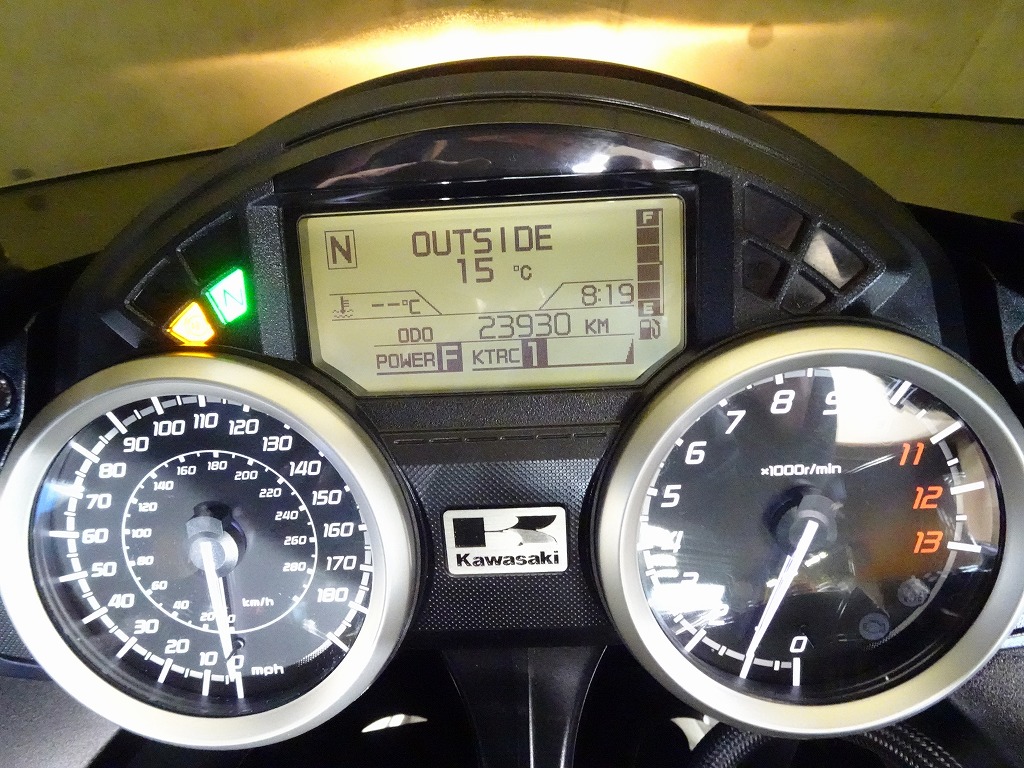 N
OUTSIDE
15 °C
F
E
--°C
8:19
ODO 23930 KM
POWER F KTRC 1
N
Kawasaki
0 10 20 30 40 50 60 70 80 90 100 110 120 130 140 150 160 170 180
mph
20 40 60 80 100 120 140 160 180 200 220 240 260 280
km/h
0 4 5 6 7 8 9 11 12 13
×1000r/min